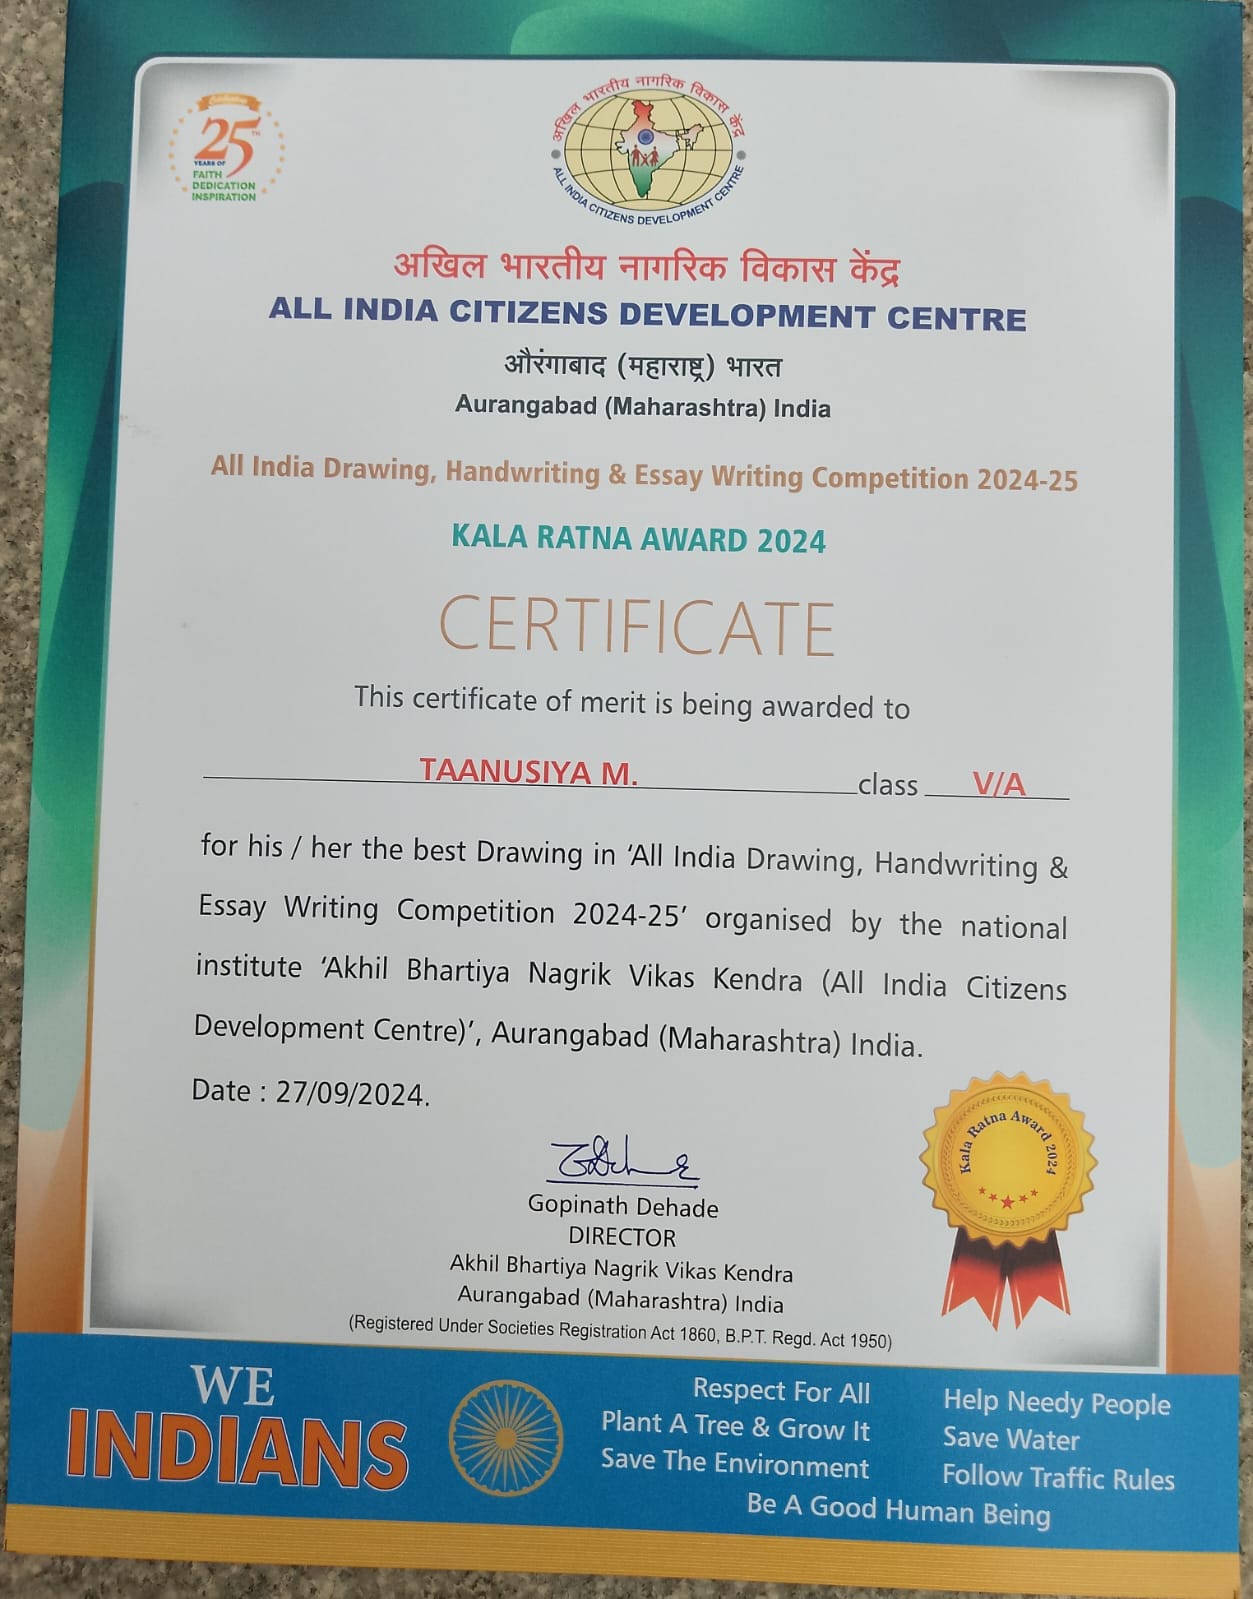 Celebrating
25TH
YEARS OF
FAITH
DEDICATION
INSPIRATION
अखिल भारतीय नागरिक विकास केंद्र
ALL INDIA CITIZENS DEVELOPMENT CENTRE
अखिल भारतीय नागरिक विकास केंद्र
ALL INDIA CITIZENS DEVELOPMENT CENTRE
औरंगाबाद (महाराष्ट्र) भारत
Aurangabad (Maharashtra) India
All India Drawing, Handwriting & Essay Writing Competition 2024-25
KALA RATNA AWARD 2024
CERTIFICATE
This certificate of merit is being awarded to
TAANUSIYA M. class V/A
for his / her the best Drawing in ‘All India Drawing, Handwriting &
Essay Writing Competition 2024-25’ organised by the national
institute ‘Akhil Bhartiya Nagrik Vikas Kendra (All India Citizens
Development Centre)’, Aurangabad (Maharashtra) India.
Date : 27/09/2024.
Kala Ratna Award 2024
Gopinath Dehade
DIRECTOR
Akhil Bhartiya Nagrik Vikas Kendra
Aurangabad (Maharashtra) India
(Registered Under Societies Registration Act 1860, B.P.T. Regd. Act 1950)
WE
INDIANS
Respect For All
Plant A Tree & Grow It
Save The Environment
Help Needy People
Save Water
Follow Traffic Rules
Be A Good Human Being